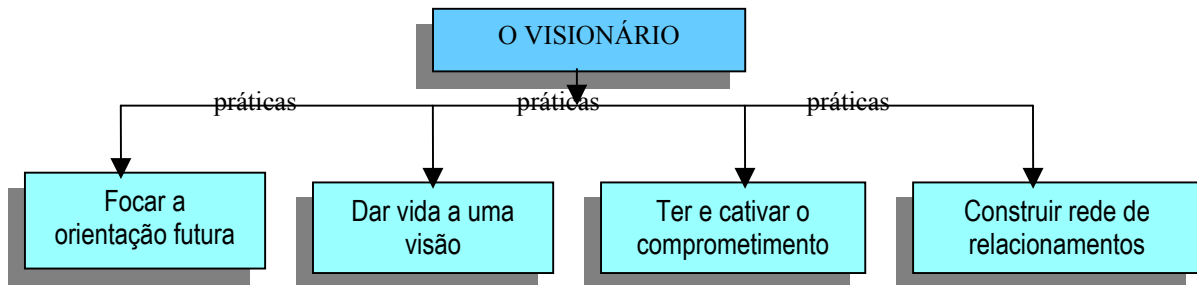 O VISIONÁRIO
práticas práticas práticas
Focar a
orientação futura
Dar vida a uma
visão
Ter e cativar o
comprometimento
Construir rede de
relacionamentos